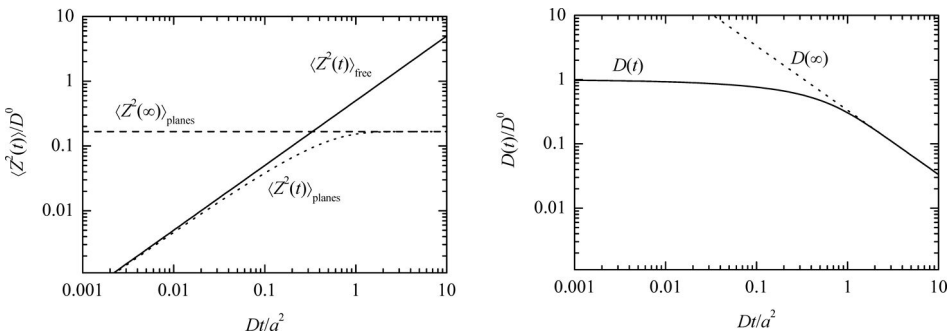 10
1
0.1
0.01
⟨Z²(t)⟩/D⁰
⟨Z²(t)⟩free
⟨Z²(∞)⟩planes
⟨Z²(t)⟩planes
0.001 0.01 0.1 1 10
Dt/a²
10
1
0.1
0.01
D(t)/D⁰
D(t)
D(∞)
0.001 0.01 0.1 1 10
Dt/a²